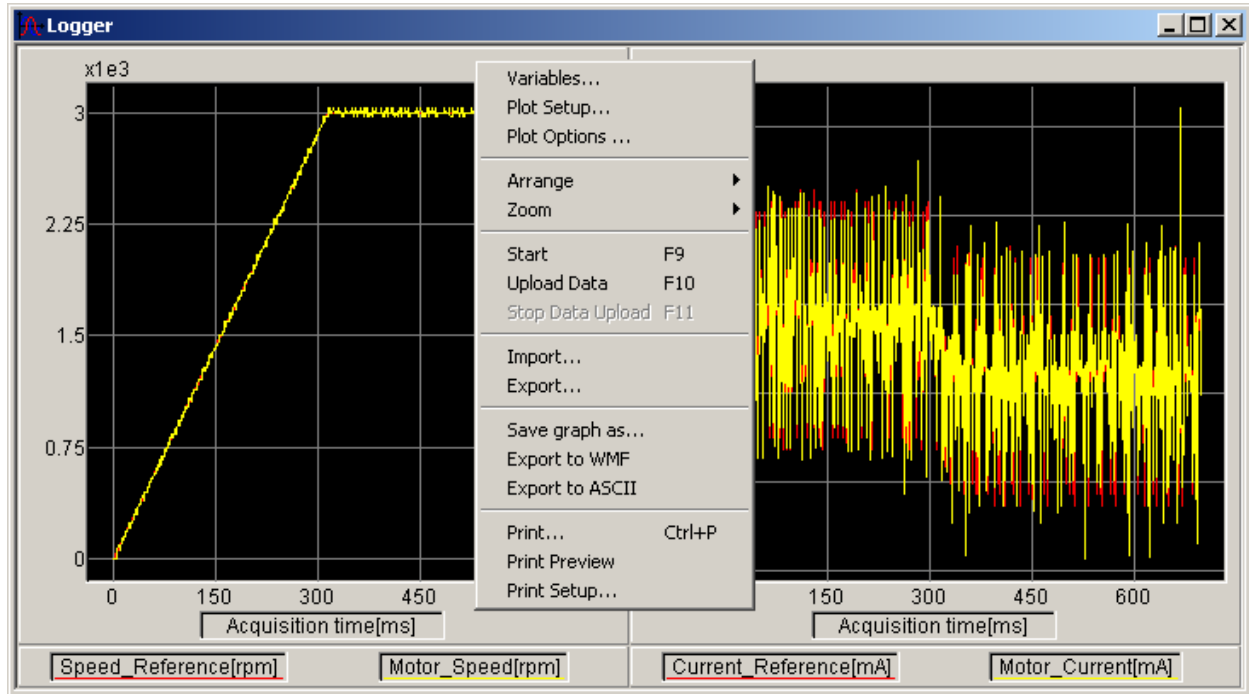 Logger
x1e3
3
2.25
1.5
0.75
0
0 150 300 450
Acquisition time[ms]
Speed_Reference[rpm] Motor_Speed[rpm]
Variables...
Plot Setup...
Plot Options ...
Arrange
Zoom
Start F9
Upload Data F10
Stop Data Upload F11
Import...
Export...
Save graph as...
Export to WMF
Export to ASCII
Print... Ctrl+P
Print Preview
Print Setup...
150 300 450 600
Acquisition time[ms]
Current_Reference[mA] Motor_Current[mA]